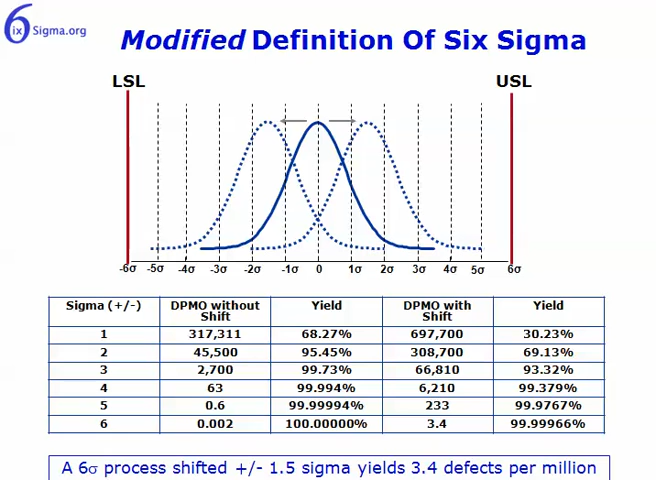 6ix Sigma.org
Modified Definition Of Six Sigma
LSL USL
-6σ -5σ -4σ -3σ -2σ -1σ 0 1σ 2σ 3σ 4σ 5σ 6σ
Sigma (+/-) DPMO without Shift Yield DPMO with Shift Yield
1 317,311 68.27% 697,700 30.23%
2 45,500 95.45% 308,700 69.13%
3 2,700 99.73% 66,810 93.32%
4 63 99.994% 6,210 99.379%
5 0.6 99.99994% 233 99.9767%
6 0.002 100.00000% 3.4 99.99966%
A 6σ process shifted +/- 1.5 sigma yields 3.4 defects per million